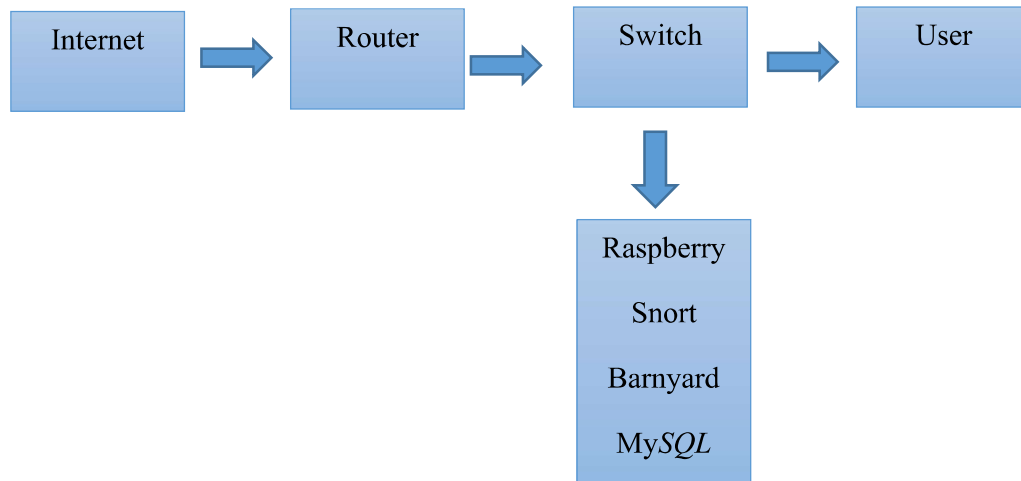 Internet
Router
Switch
User
Raspberry
Snort
Barnyard
MySQL